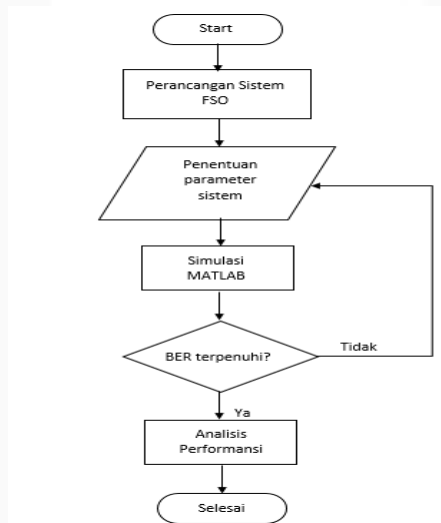 Start
Perancangan Sistem
FSO
Penentuan
parameter
sistem
Simulasi
MATLAB
BER terpenuhi?
Tidak
Ya
Analisis
Performansi
Selesai